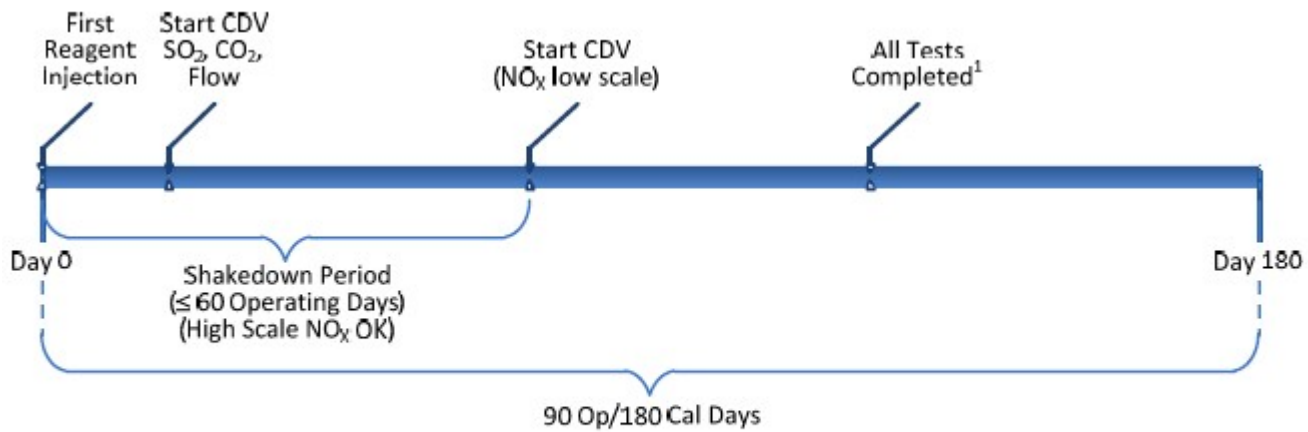 First
Reagent
Injection
Start CDV
SO₂, CO₂,
Flow
Start CDV
(NOₓ low scale)
All Tests
Completed¹
Day 0
Day 180
Shakedown Period
(≤ 60 Operating Days)
(High Scale NOₓ OK)
90 Op/180 Cal Days